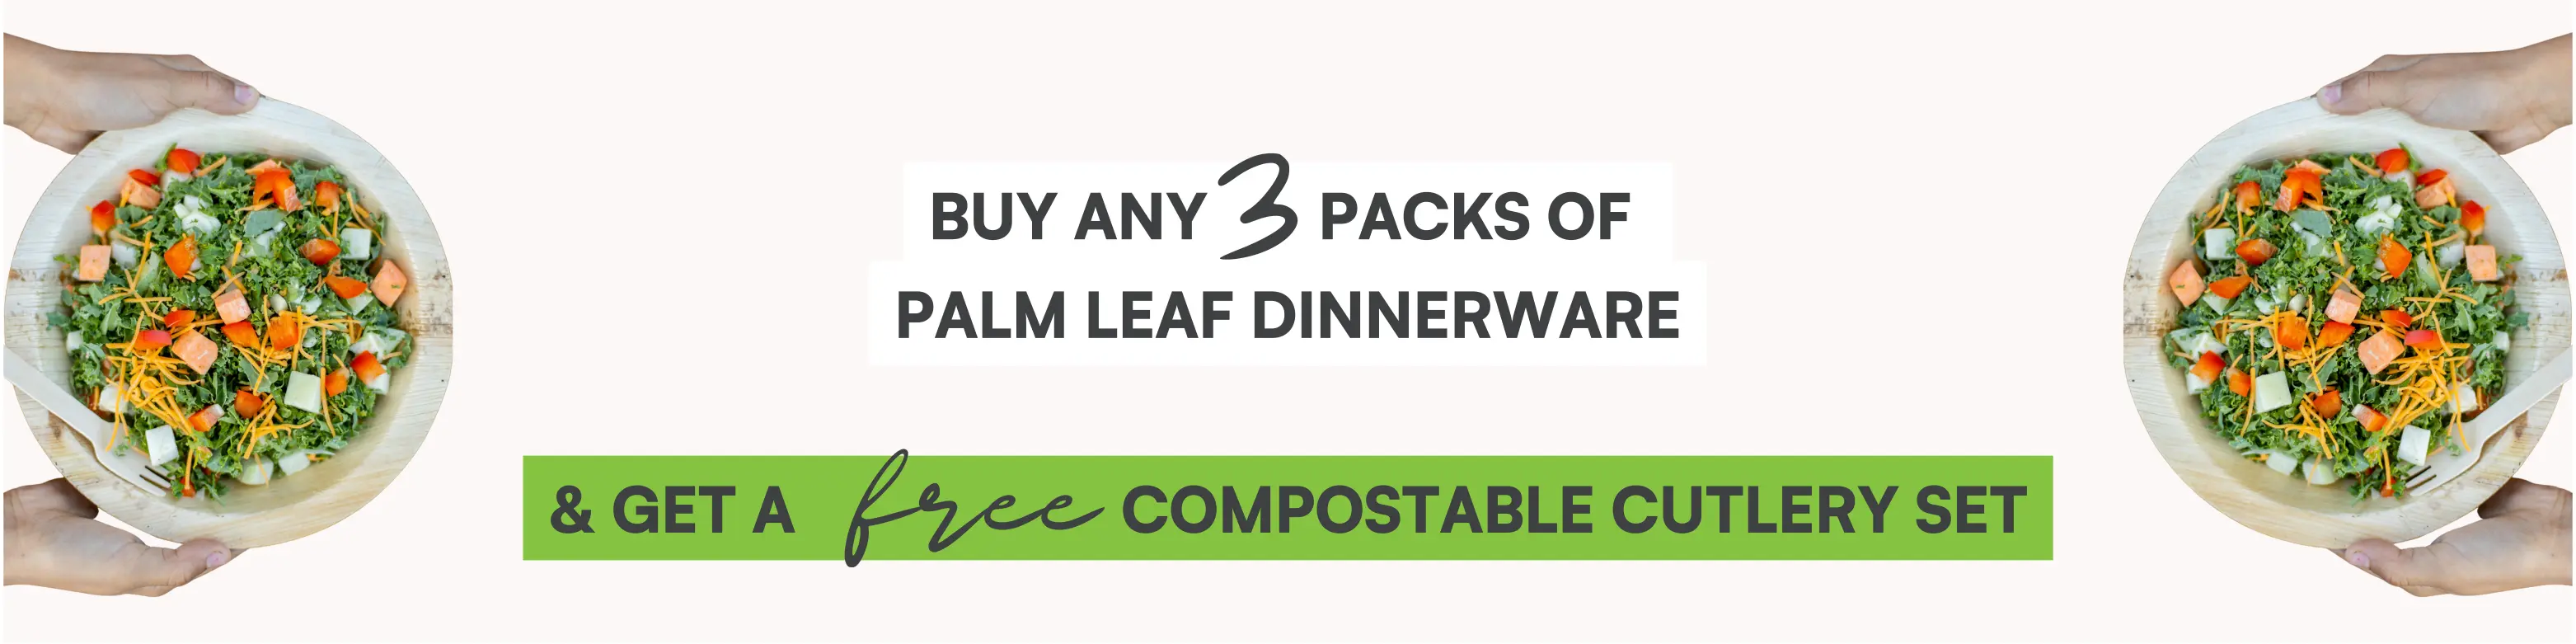 BUY ANY 3 PACKS OF
PALM LEAF DINNERWARE
& GET A free COMPOSTABLE CUTLERY SET